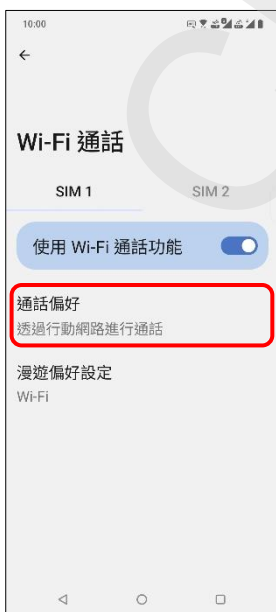 10:00
Wi-Fi 通話
SIM 1
SIM 2
使用 Wi-Fi 通話功能
通話偏好
透過行動網路進行通話
漫遊偏好設定
Wi-Fi